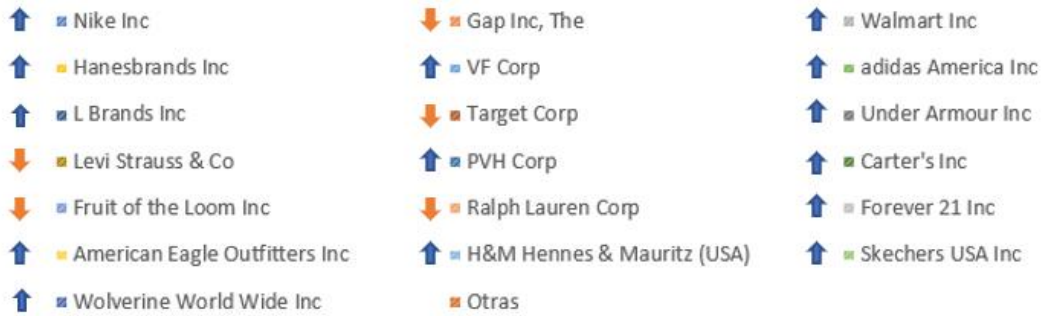 Nike Inc
Gap Inc, The
Walmart Inc
Hanesbrands Inc
VF Corp
adidas America Inc
L Brands Inc
Target Corp
Under Armour Inc
Levi Strauss & Co
PVH Corp
Carter's Inc
Fruit of the Loom Inc
Ralph Lauren Corp
Forever 21 Inc
American Eagle Outfitters Inc
H&M Hennes & Mauritz (USA)
Skechers USA Inc
Wolverine World Wide Inc
Otras